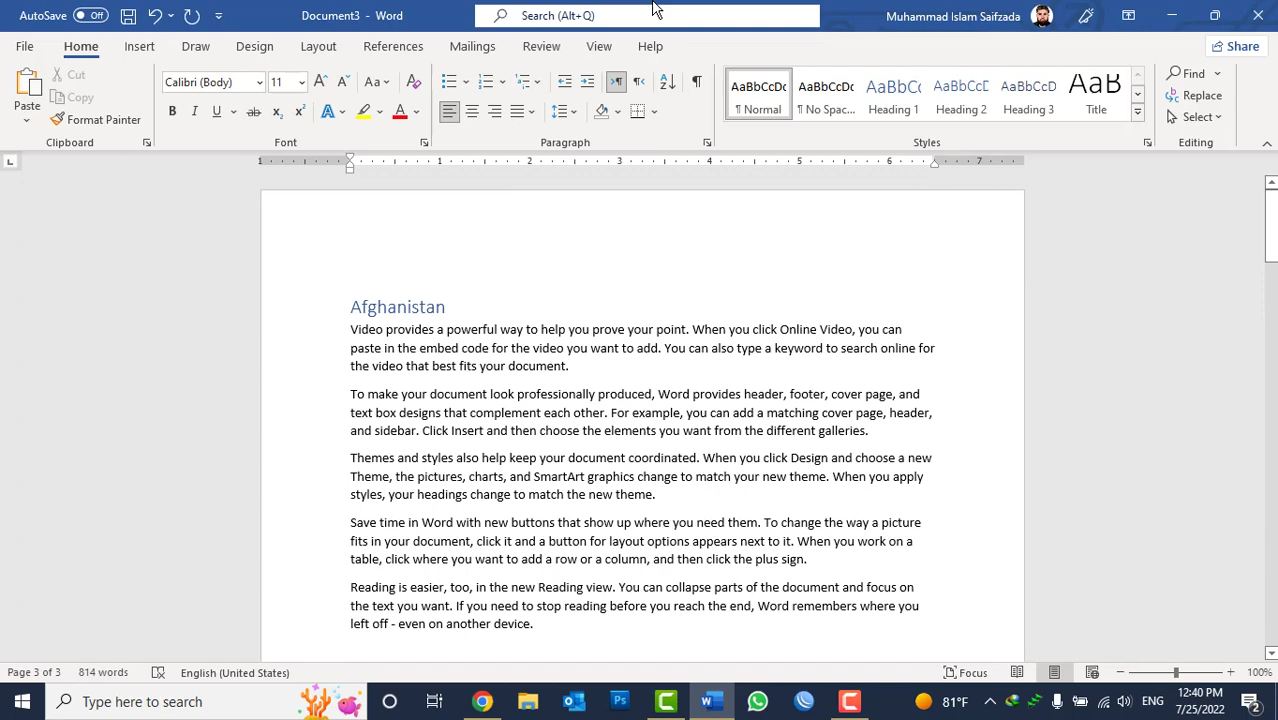 AutoSave Off Document3 - Word Search (Alt+Q) Muhammad Islam Saifzada
File Home Insert Draw Design Layout References Mailings Review View Help Share
Paste Cut Copy Format Painter
Calibri (Body) 11 Aa
B I U ab x₂ x² A A
AaBbCcDc AaBbCcDc AaBbCc AaBbCcD AaBbCcD AaB
¶ Normal ¶ No Spac... Heading 1 Heading 2 Heading 3 Title
Find Replace Select
Clipboard Font Paragraph Styles Editing
1 1 2 3 4 5 6 7
Afghanistan
Video provides a powerful way to help you prove your point. When you click Online Video, you can
paste in the embed code for the video you want to add. You can also type a keyword to search online for
the video that best fits your document.
To make your document look professionally produced, Word provides header, footer, cover page, and
text box designs that complement each other. For example, you can add a matching cover page, header,
and sidebar. Click Insert and then choose the elements you want from the different galleries.
Themes and styles also help keep your document coordinated. When you click Design and choose a new
Theme, the pictures, charts, and SmartArt graphics change to match your new theme. When you apply
styles, your headings change to match the new theme.
Save time in Word with new buttons that show up where you need them. To change the way a picture
fits in your document, click it and a button for layout options appears next to it. When you work on a
table, click where you want to add a row or a column, and then click the plus sign.
Reading is easier, too, in the new Reading view. You can collapse parts of the document and focus on
the text you want. If you need to stop reading before you reach the end, Word remembers where you
left off - even on another device.
Page 3 of 3 814 words English (United States) Focus 100%
Type here to search 81°F ENG 12:40 PM
7/25/2022 2